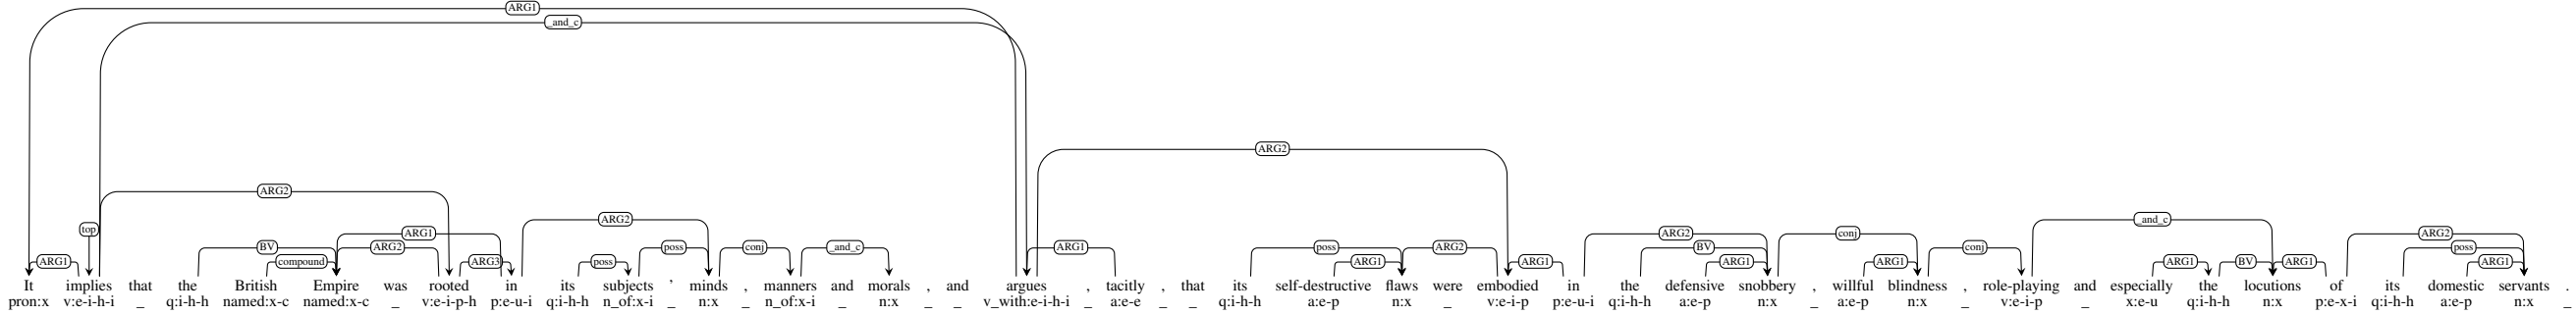 ARG1
_and_c
ARG2
ARG2
top ARG2 _and_c
ARG1 ARG2 conj ARG2
BV ARG2 poss conj _and_c ARG1 poss ARG2 BV conj poss
ARG1 compound ARG3 poss ARG1 ARG1 ARG1 ARG1 ARG1 BV ARG1 ARG1
It implies that the British Empire was rooted in its subjects ' minds , manners and morals , and argues , tacitly , that its self-destructive flaws were embodied in the defensive snobbery , willful blindness , role-playing and especially the locutions of its domestic servants .
pron:x v:e-i-h-i _ q:i-h-h named:x-c named:x-c _ v:e-i-p-h p:e-u-i q:i-h-h n_of:x-i _ n:x _ n_of:x-i _ n:x _ _ v_with:e-i-h-i _ a:e-e _ _ q:i-h-h a:e-p n:x _ v:e-i-p p:e-u-i q:i-h-h a:e-p n:x _ a:e-p n:x _ v:e-i-p _ x:e-u q:i-h-h n:x p:e-x-i q:i-h-h a:e-p n:x _